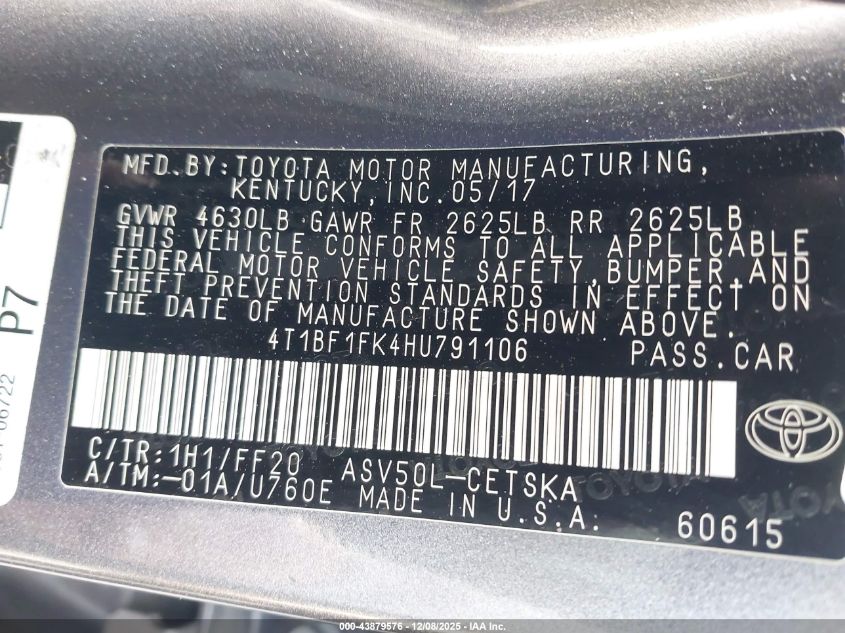 MFD.BY:TOYOTA MOTOR MANUFACTURING,
KENTUCKY,INC.05/17
GVWR 4630LB GAWR FR 2625LB RR 2625LB
THIS VEHICLE CONFORMS TO ALL APPLICABLE
FEDERAL MOTOR VEHICLE SAFETY,BUMPER,AND
THEFT PREVENTION STANDARDS IN EFFECT ON
THE DATE OF MANUFACTURE SHOWN ABOVE.
4T1BF1FK4HU791106 PASS.CAR
C/TR:1H1/FF20 ASV50L-CETSKA
A/TM:-01A/U760E MADE IN U.S.A. 60615
TOYOTA
P7
06/22
000-43879576 - 12/08/2025 - IAA Inc.